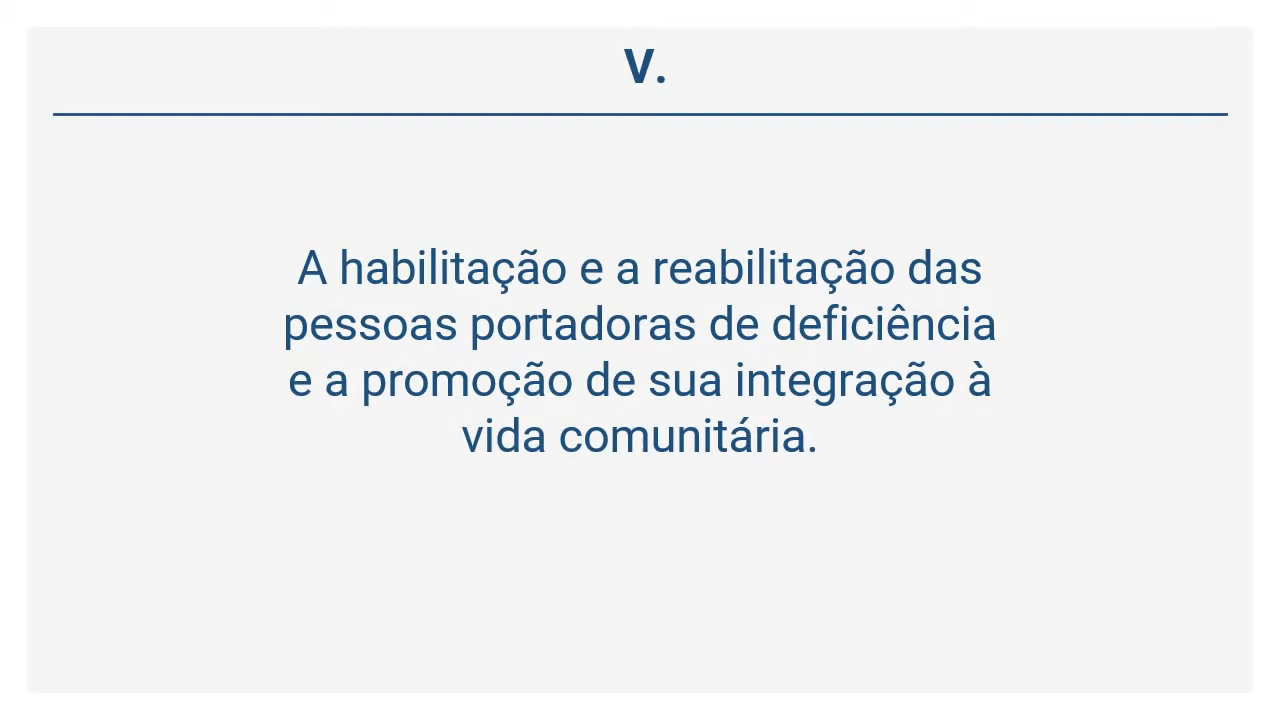 V.
A habilitação e a reabilitação das
pessoas portadoras de deficiência
e a promoção de sua integração à
vida comunitária.